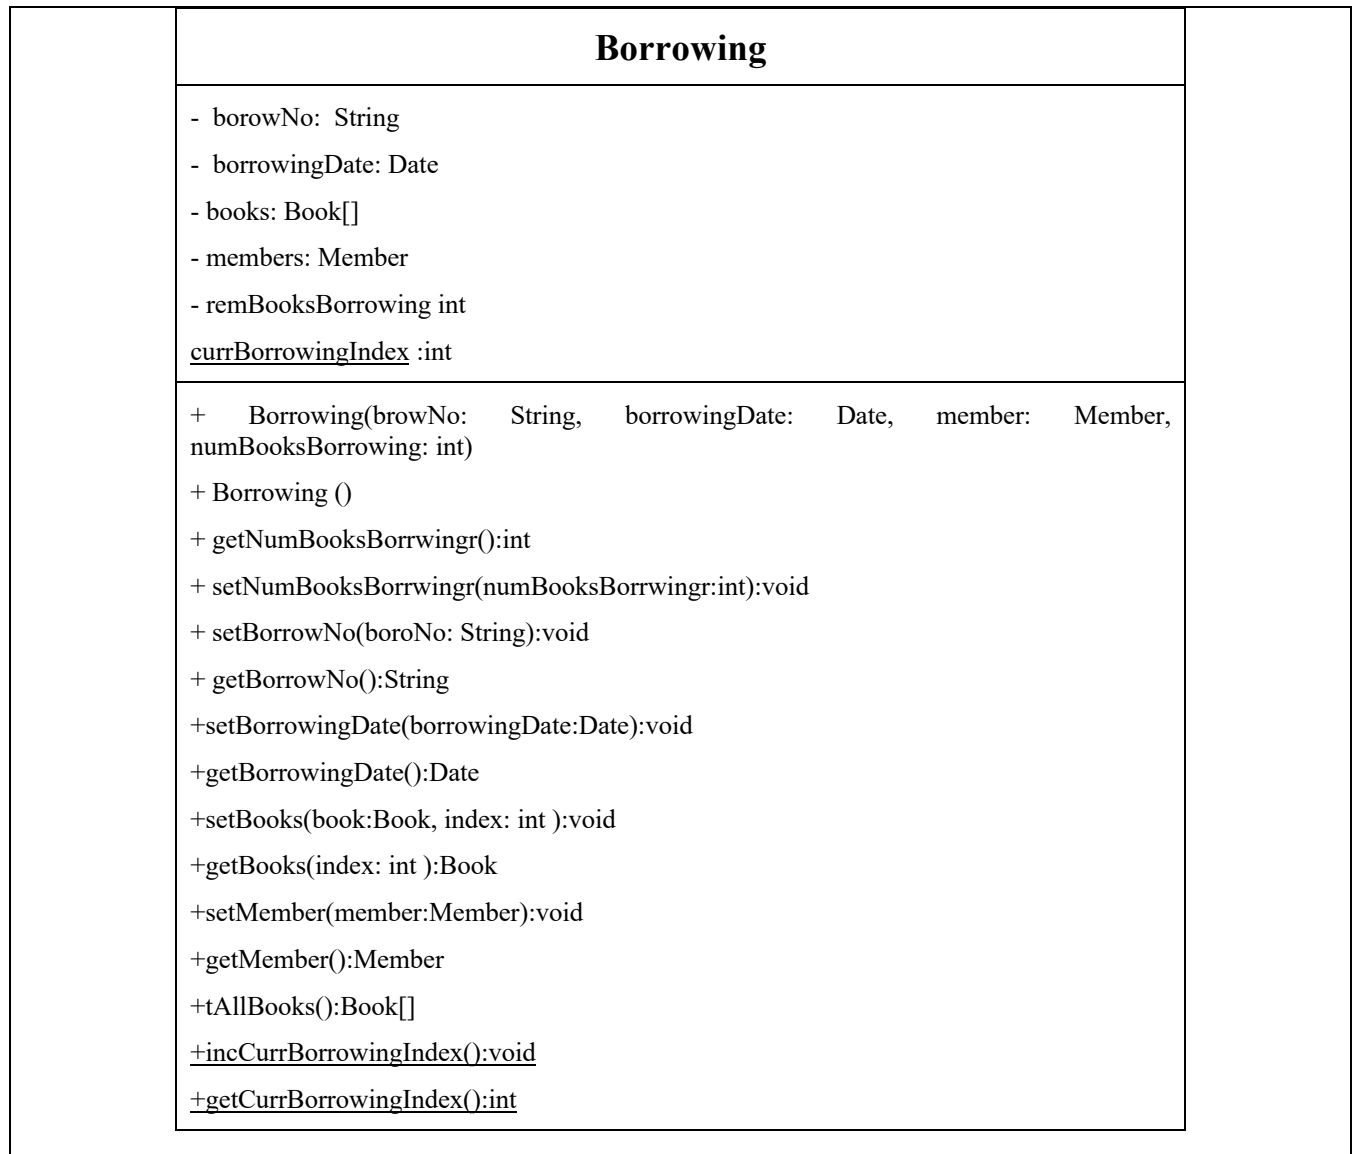 Borrowing
- borowNo: String
- borrowingDate: Date
- books: Book[]
- members: Member
- remBooksBorrowing int
currBorrowingIndex :int
+ Borrowing(browNo: String, borrowingDate: Date, member: Member,
numBooksBorrowing: int)
+ Borrowing ()
+ getNumBooksBorrwingr():int
+ setNumBooksBorrwingr(numBooksBorrwingr:int):void
+ setBorrowNo(boroNo: String):void
+ getBorrowNo():String
+setBorrowingDate(borrowingDate:Date):void
+getBorrowingDate():Date
+setBooks(book:Book, index: int ):void
+getBooks(index: int ):Book
+setMember(member:Member):void
+getMember():Member
+tAllBooks():Book[]
+incCurrBorrowingIndex():void
+getCurrBorrowingIndex():int